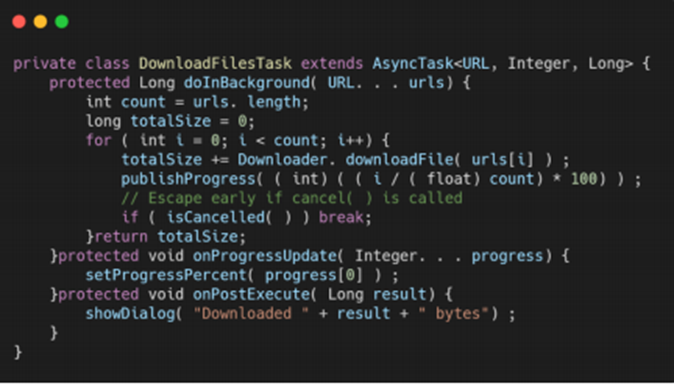 private class DownloadFilesTask extends AsyncTask<URL, Integer, Long> {
    protected Long doInBackground( URL. . . urls) {
        int count = urls. length;
        long totalSize = 0;
        for ( int i = 0; i < count; i++) {
            totalSize += Downloader. downloadFile( urls[i] ) ;
            publishProgress( ( int) ( ( i / ( float) count) * 100) ) ;
            // Escape early if cancel( ) is called
            if ( isCancelled( ) ) break;
        }return totalSize;
    }protected void onProgressUpdate( Integer. . . progress) {
        setProgressPercent( progress[0] ) ;
    }protected void onPostExecute( Long result) {
        showDialog( "Downloaded " + result + " bytes") ;
    }
}